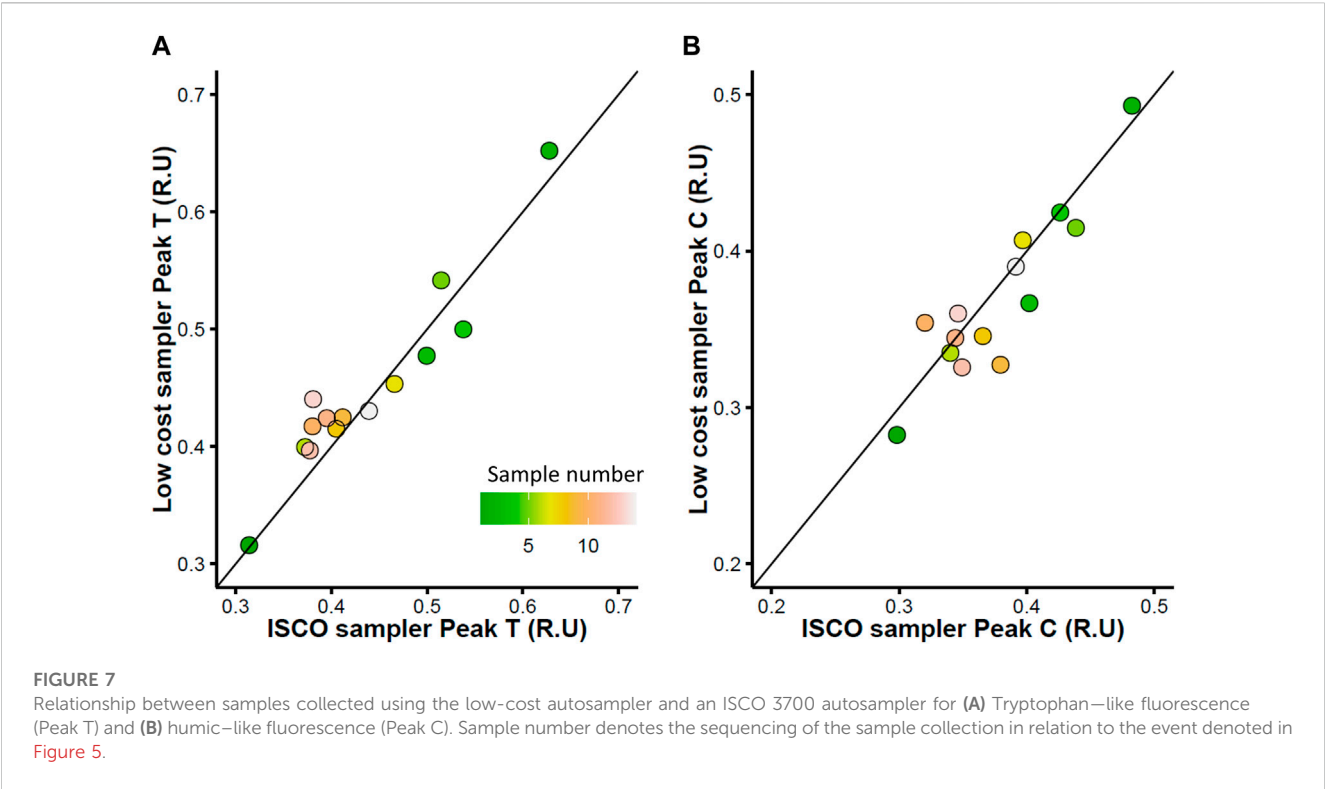 A
B
0.7
0.6
0.5
0.4
0.3
Low cost sampler Peak T (R.U)
0.3 0.4 0.5 0.6 0.7
ISCO sampler Peak T (R.U)
Sample number
5 10
0.5
0.4
0.3
0.2
Low cost sampler Peak C (R.U)
0.2 0.3 0.4 0.5
ISCO sampler Peak C (R.U)
FIGURE 7
Relationship between samples collected using the low-cost autosampler and an ISCO 3700 autosampler for (A) Tryptophan—like fluorescence
(Peak T) and (B) humic–like fluorescence (Peak C). Sample number denotes the sequencing of the sample collection in relation to the event denoted in
Figure 5.